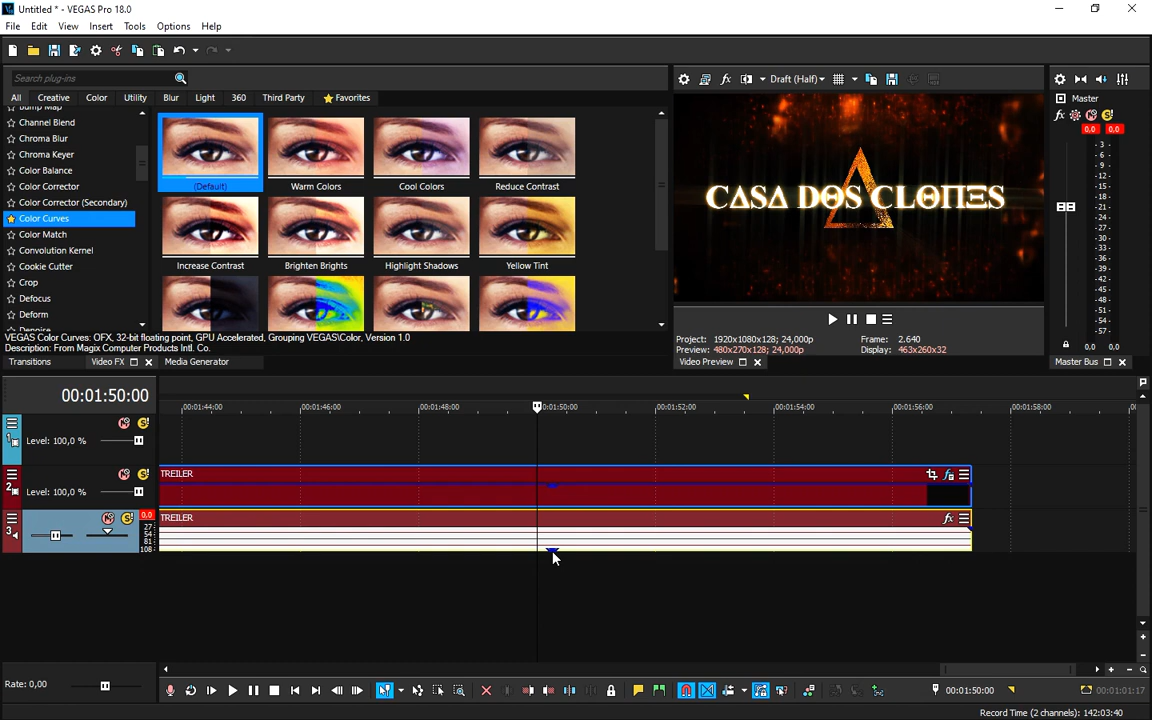 Untitled * - VEGAS Pro 18.0
File Edit View Insert Tools Options Help
Search plug-ins
All Creative Color Utility Blur Light 360 Third Party Favorites
Bump Map
Channel Blend
Chroma Blur
Chroma Keyer
Color Balance
Color Corrector
Color Corrector (Secondary)
Color Curves
Color Match
Convolution Kernel
Cookie Cutter
Crop
Defocus
Deform
Denoise
(Default) Warm Colors Cool Colors Reduce Contrast
Increase Contrast Brighten Brights Highlight Shadows Yellow Tint
VEGAS Color Curves: OFX, 32-bit floating point, GPU Accelerated, Grouping VEGAS\Color, Version 1.0
Description: From Magix Computer Products Intl. Co.
Transitions Video FX Media Generator
Draft (Half)
CASA DOS CLONES
Project: 1920x1080x128; 24,000p
Preview: 480x270x128; 24,000p
Frame: 2.640
Display: 463x260x32
Video Preview
Master
fx
0,0 0,0
- 3 -
- 6 -
- 9 -
- 12 -
- 15 -
- 18 -
- 21 -
- 24 -
- 27 -
- 30 -
- 33 -
- 36 -
- 39 -
- 42 -
- 45 -
- 48 -
- 51 -
- 54 -
- 57 -
0,0 0,0
Master Bus
00:01:50:00
00:01:44:00 00:01:46:00 00:01:48:00 00:01:50:00 00:01:52:00 00:01:54:00 00:01:56:00 00:01:58:00
1 Level: 100,0 %
2 Level: 100,0 %
TREILER
3
0,0
27
54
81
108
TREILER
fx
Rate: 0,00
00:01:50:00 00:01:01:17
Record Time (2 channels): 142:03:40